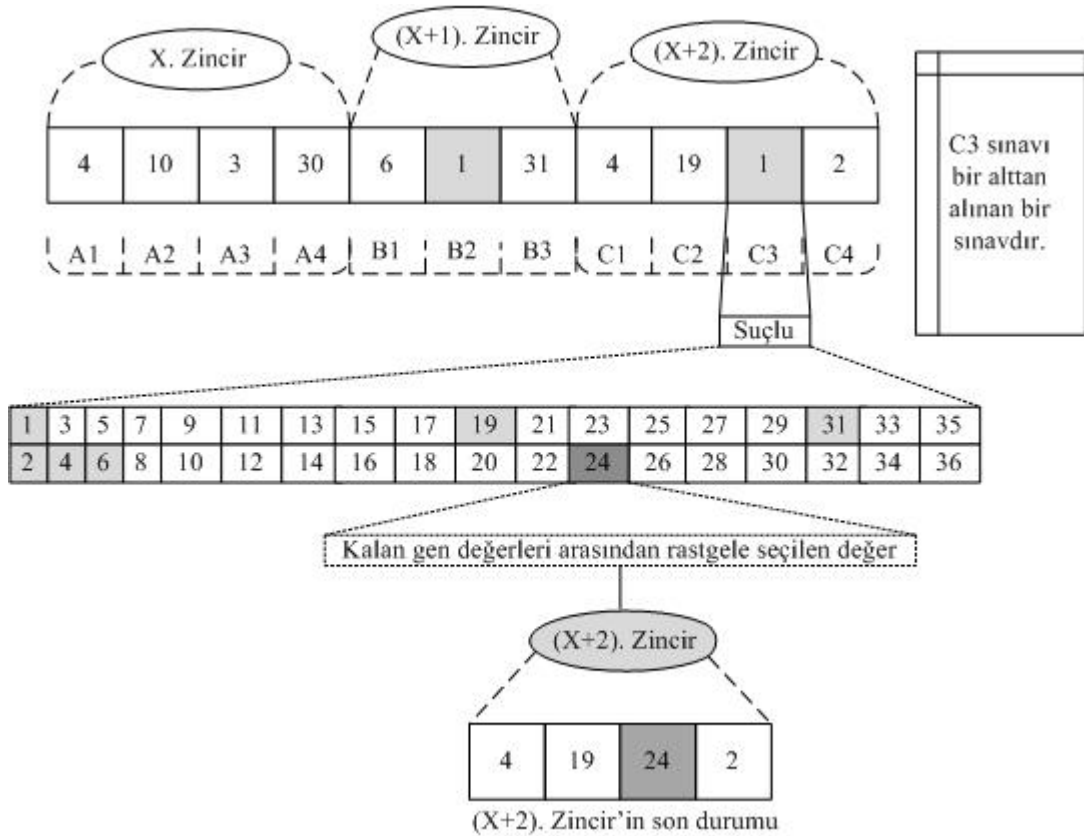 X. Zincir
(X+1). Zincir
(X+2). Zincir
4 10 3 30 6 1 31 4 19 1 2
A1 A2 A3 A4 B1 B2 B3 C1 C2 C3 C4
C3 sınavı
bir alttan
alınan bir
sınavdır.
Suçlu
1 3 5 7 9 11 13 15 17 19 21 23 25 27 29 31 33 35
2 4 6 8 10 12 14 16 18 20 22 24 26 28 30 32 34 36
Kalan gen değerleri arasından rastgele seçilen değer
(X+2). Zincir
4 19 24 2
(X+2). Zincir'in son durumu